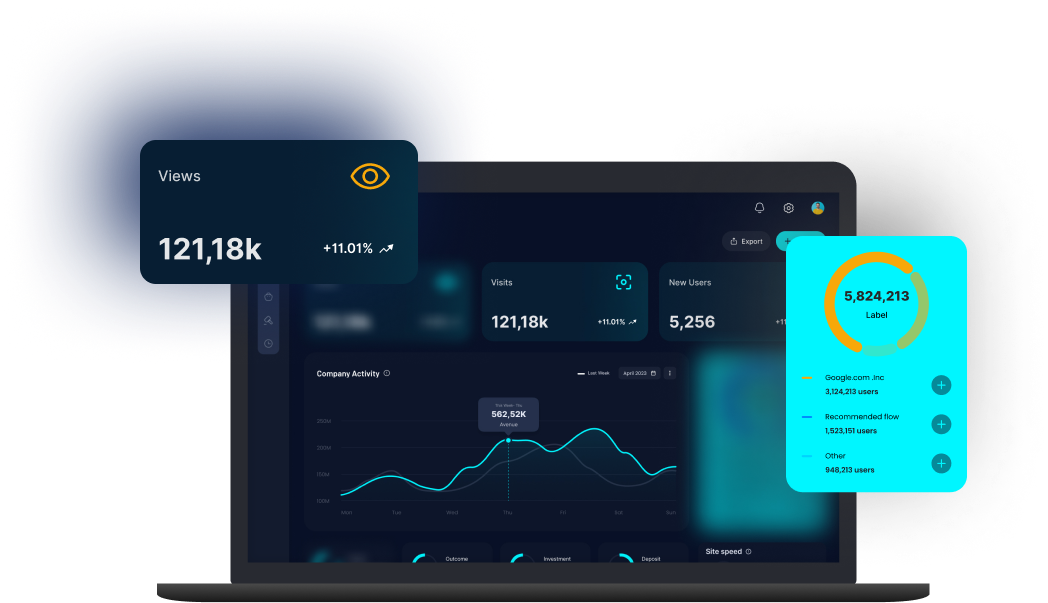 Views
121,18k
+11.01%
Export
Visits
121,18k
+11.01%
New Users
5,256
5,824,213
Label
Google.com .inc
3,124,213 users
Recommended flow
1,523,151 users
Other
948,213 users
Company Activity
Last Week
April 2023
562,52K
Avenue
200M
150M
100M
Mon
Tue
Wed
Thu
Fri
Sat
Sun
Outcome
Investment
Deposit
Site speed